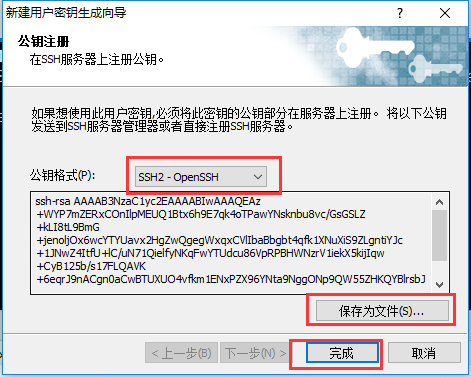 新建用户密钥生成向导
公钥注册
在SSH服务器上注册公钥。
如果想使用此用户密钥,必须将此密钥的公钥部分在服务器上注册。 将以下公钥
发送到SSH服务器管理器或者直接注册SSH服务器。
公钥格式(P): SSH2 - OpenSSH
ssh-rsa AAAAB3NzaC1yc2EAAAABIwAAAQEAz
+WYP7mZERxCOnIlpMEUQ1Btx6h9E7qk4oTPawYNsknbu8vc/GsGSLZ
+kLI8tL9BmG
+jenoljOx6wcYTYUavx2HgZwQgegWxqxCVlIbaBbgbt4qfk1XNuXiS9ZLgntiYJc
+1JNwZ4ItfU+lC/uN71QielfyNKqFwYTUdcu86VpRPBHWNzrV1iekX5kijIqw
+CyB125b/s17FLQAVK
+6eqrJ9nACgn0aCwBTUXUO4vfkm1ENxPZX96YNta9NggONp9QW55ZHKQYBlrsbJ
保存为文件(S)...
< 上一步(B) 下一步(N) > 完成 取消